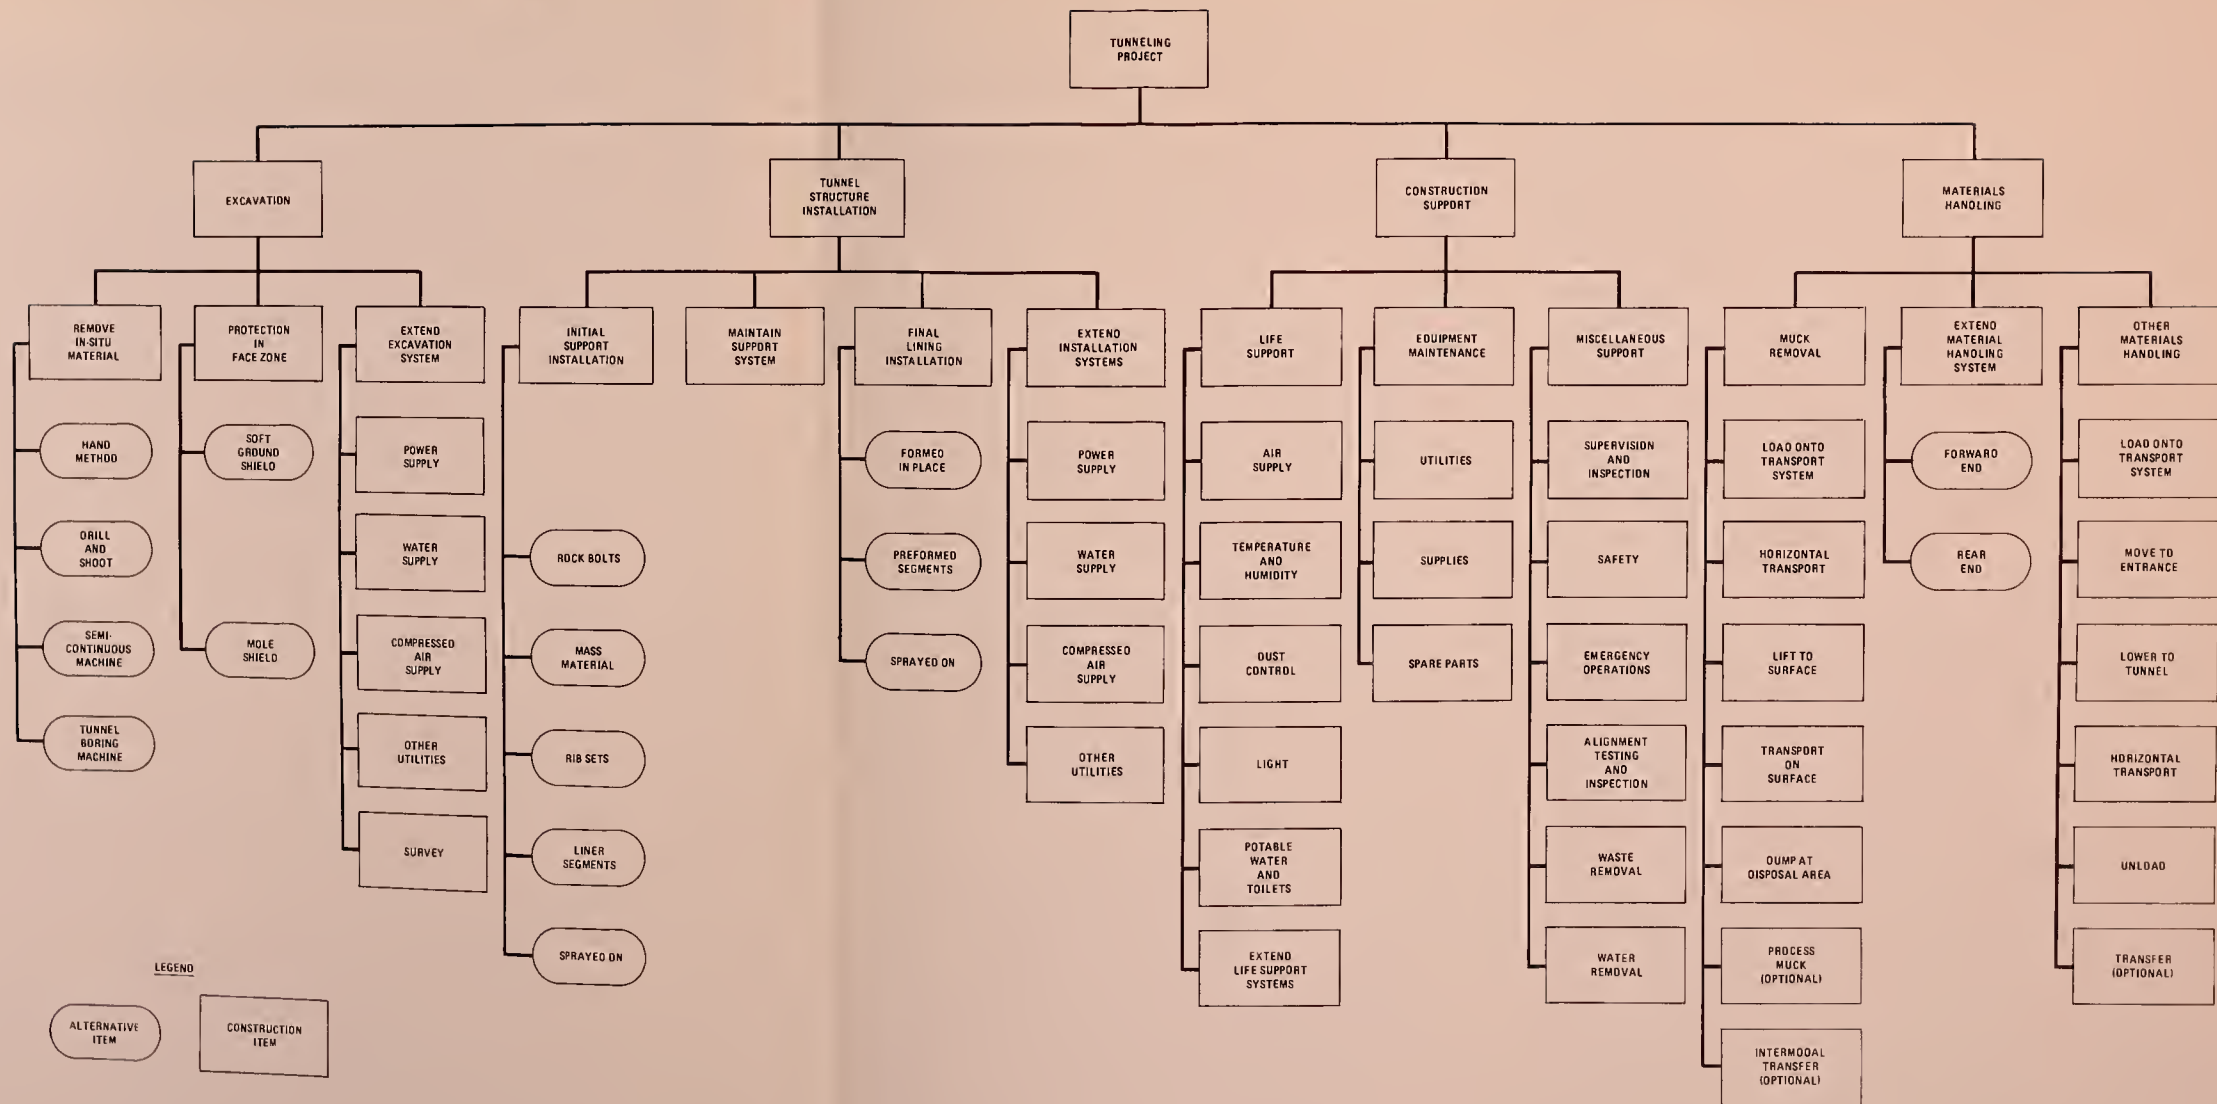 TUNNELING
PROJECT
EXCAVATION
TUNNEL
STRUCTURE
INSTALLATION
CONSTRUCTION
SUPPORT
MATERIALS
HANDLING
REMOVE
IN-SITU
MATERIAL
HAND
METHOD
DRILL
AND
SHOOT
SEMI-
CONTINUOUS
MACHINE
TUNNEL
BORING
MACHINE
PROTECTION
IN
FACE ZONE
SOFT
GROUND
SHIELD
MOLE
SHIELD
EXTEND
EXCAVATION
SYSTEM
POWER
SUPPLY
WATER
SUPPLY
COMPRESSED
AIR
SUPPLY
OTHER
UTILITIES
SURVEY
INITIAL
SUPPORT
INSTALLATION
ROCK BOLTS
MASS
MATERIAL
RIB SETS
LINER
SEGMENTS
SPRAYED ON
MAINTAIN
SUPPORT
SYSTEM
FINAL
LINING
INSTALLATION
FORMED
IN PLACE
PREFORMED
SEGMENTS
SPRAYED ON
EXTEND
INSTALLATION
SYSTEMS
POWER
SUPPLY
WATER
SUPPLY
COMPRESSED
AIR
SUPPLY
OTHER
UTILITIES
LIFE
SUPPORT
AIR
SUPPLY
TEMPERATURE
AND
HUMIDITY
DUST
CONTROL
LIGHT
POTABLE
WATER
AND
TOILETS
EXTEND
LIFE SUPPORT
SYSTEMS
EQUIPMENT
MAINTENANCE
UTILITIES
SUPPLIES
SPARE PARTS
MISCELLANEOUS
SUPPORT
SUPERVISION
AND
INSPECTION
SAFETY
EMERGENCY
OPERATIONS
ALIGNMENT
TESTING
AND
INSPECTION
WASTE
REMOVAL
WATER
REMOVAL
MUCK
REMOVAL
LOAD ONTO
TRANSPORT
SYSTEM
HORIZONTAL
TRANSPORT
LIFT TO
SURFACE
TRANSPORT
ON
SURFACE
DUMP AT
DISPOSAL AREA
PROCESS
MUCK
(OPTIONAL)
INTERMODAL
TRANSFER
(OPTIONAL)
EXTEND
MATERIAL
HANDLING
SYSTEM
FORWARD
END
REAR
END
OTHER
MATERIALS
HANDLING
LOAD ONTO
TRANSPORT
SYSTEM
MOVE TO
ENTRANCE
LOWER TO
TUNNEL
HORIZONTAL
TRANSPORT
UNLOAD
TRANSFER
(OPTIONAL)
LEGEND
ALTERNATIVE
ITEM
CONSTRUCTION
ITEM